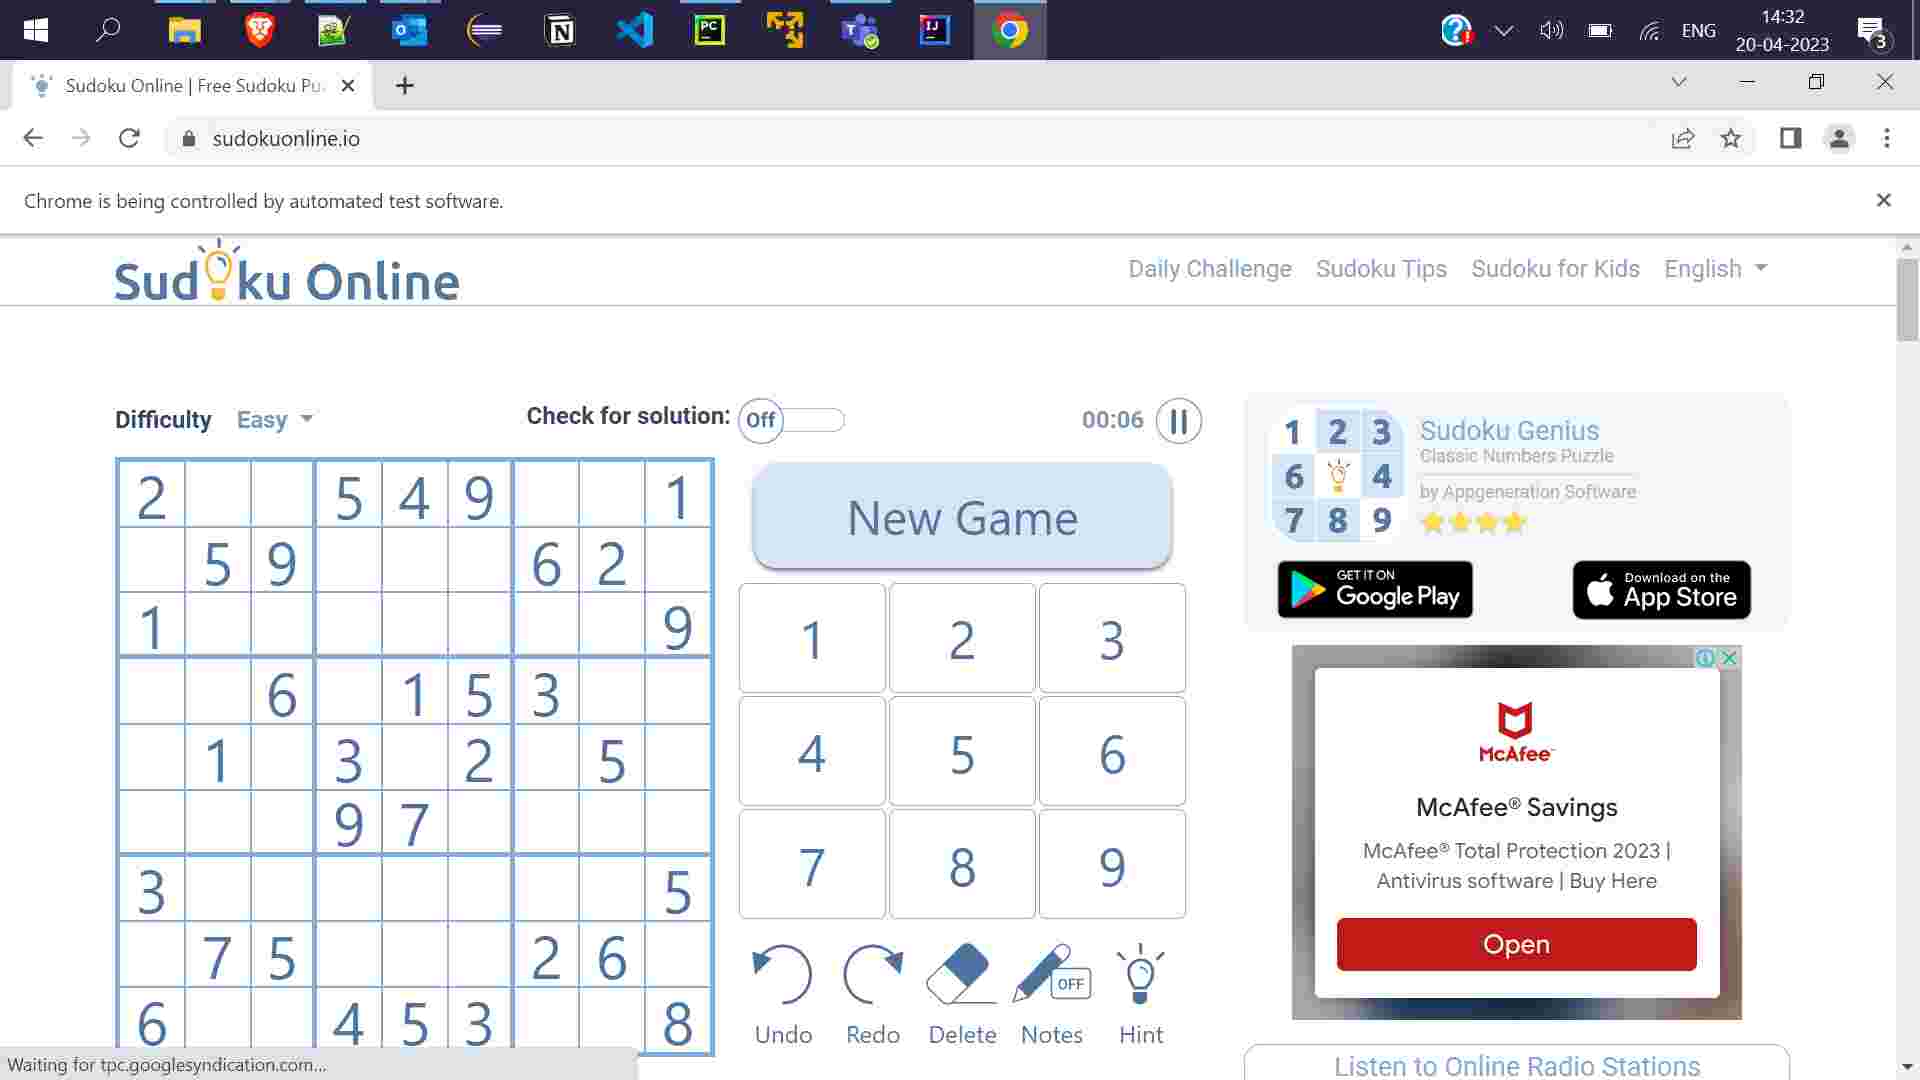 PC
IJ
ENG
14:32
20-04-2023
3
Sudoku Online | Free Sudoku Pu
sudokuonline.io
Chrome is being controlled by automated test software.
Sudoku Online
Daily Challenge Sudoku Tips Sudoku for Kids English
Difficulty Easy Check for solution: Off 00:06
2 5 4 9 1
5 9 6 2
1 9
6 1 5 3
1 3 2 5
9 7
3 5
7 5 2 6
6 4 5 3 8
New Game
1 2 3
4 5 6
7 8 9
OFF
Undo Redo Delete Notes Hint
1 2 3
6 4
7 8 9
Sudoku Genius
Classic Numbers Puzzle
by Appgeneration Software
GET IT ON
Google Play
Download on the
App Store
McAfee™
McAfee® Savings
McAfee® Total Protection 2023 |
Antivirus software | Buy Here
Open
Listen to Online Radio Stations
Waiting for tpc.googlesyndication.com...